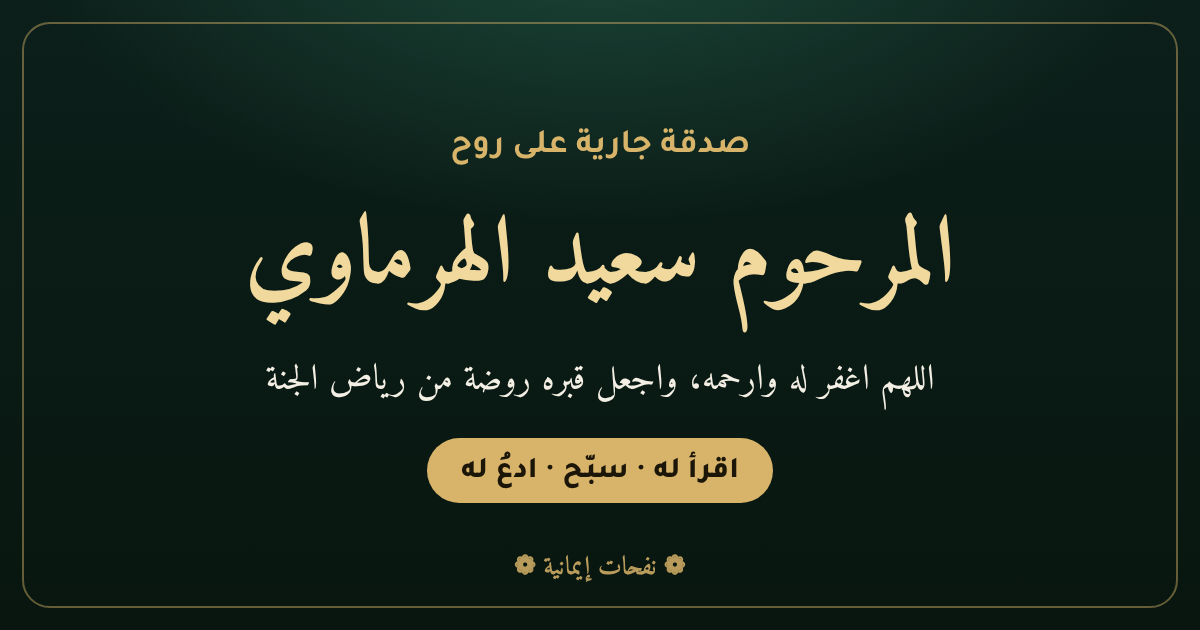 صدقة جارية على روح
المرحوم سعيد الهرماوي
اللهم اغفر له وارحمه، واجعل قبره روضة من رياض الجنة
اقرأ له · سبّح · ادعُ له
❁ نفحات إيمانية ❁